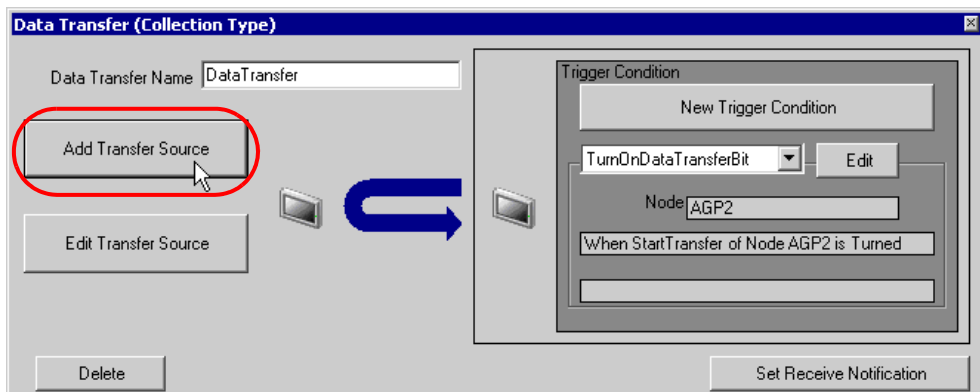 Data Transfer (Collection Type)
Data Transfer Name DataTransfer
Add Transfer Source
Edit Transfer Source
Delete
Trigger Condition
New Trigger Condition
TurnOnDataTransferBit Edit
Node AGP2
When StartTransfer of Node AGP2 is Turned
Set Receive Notification